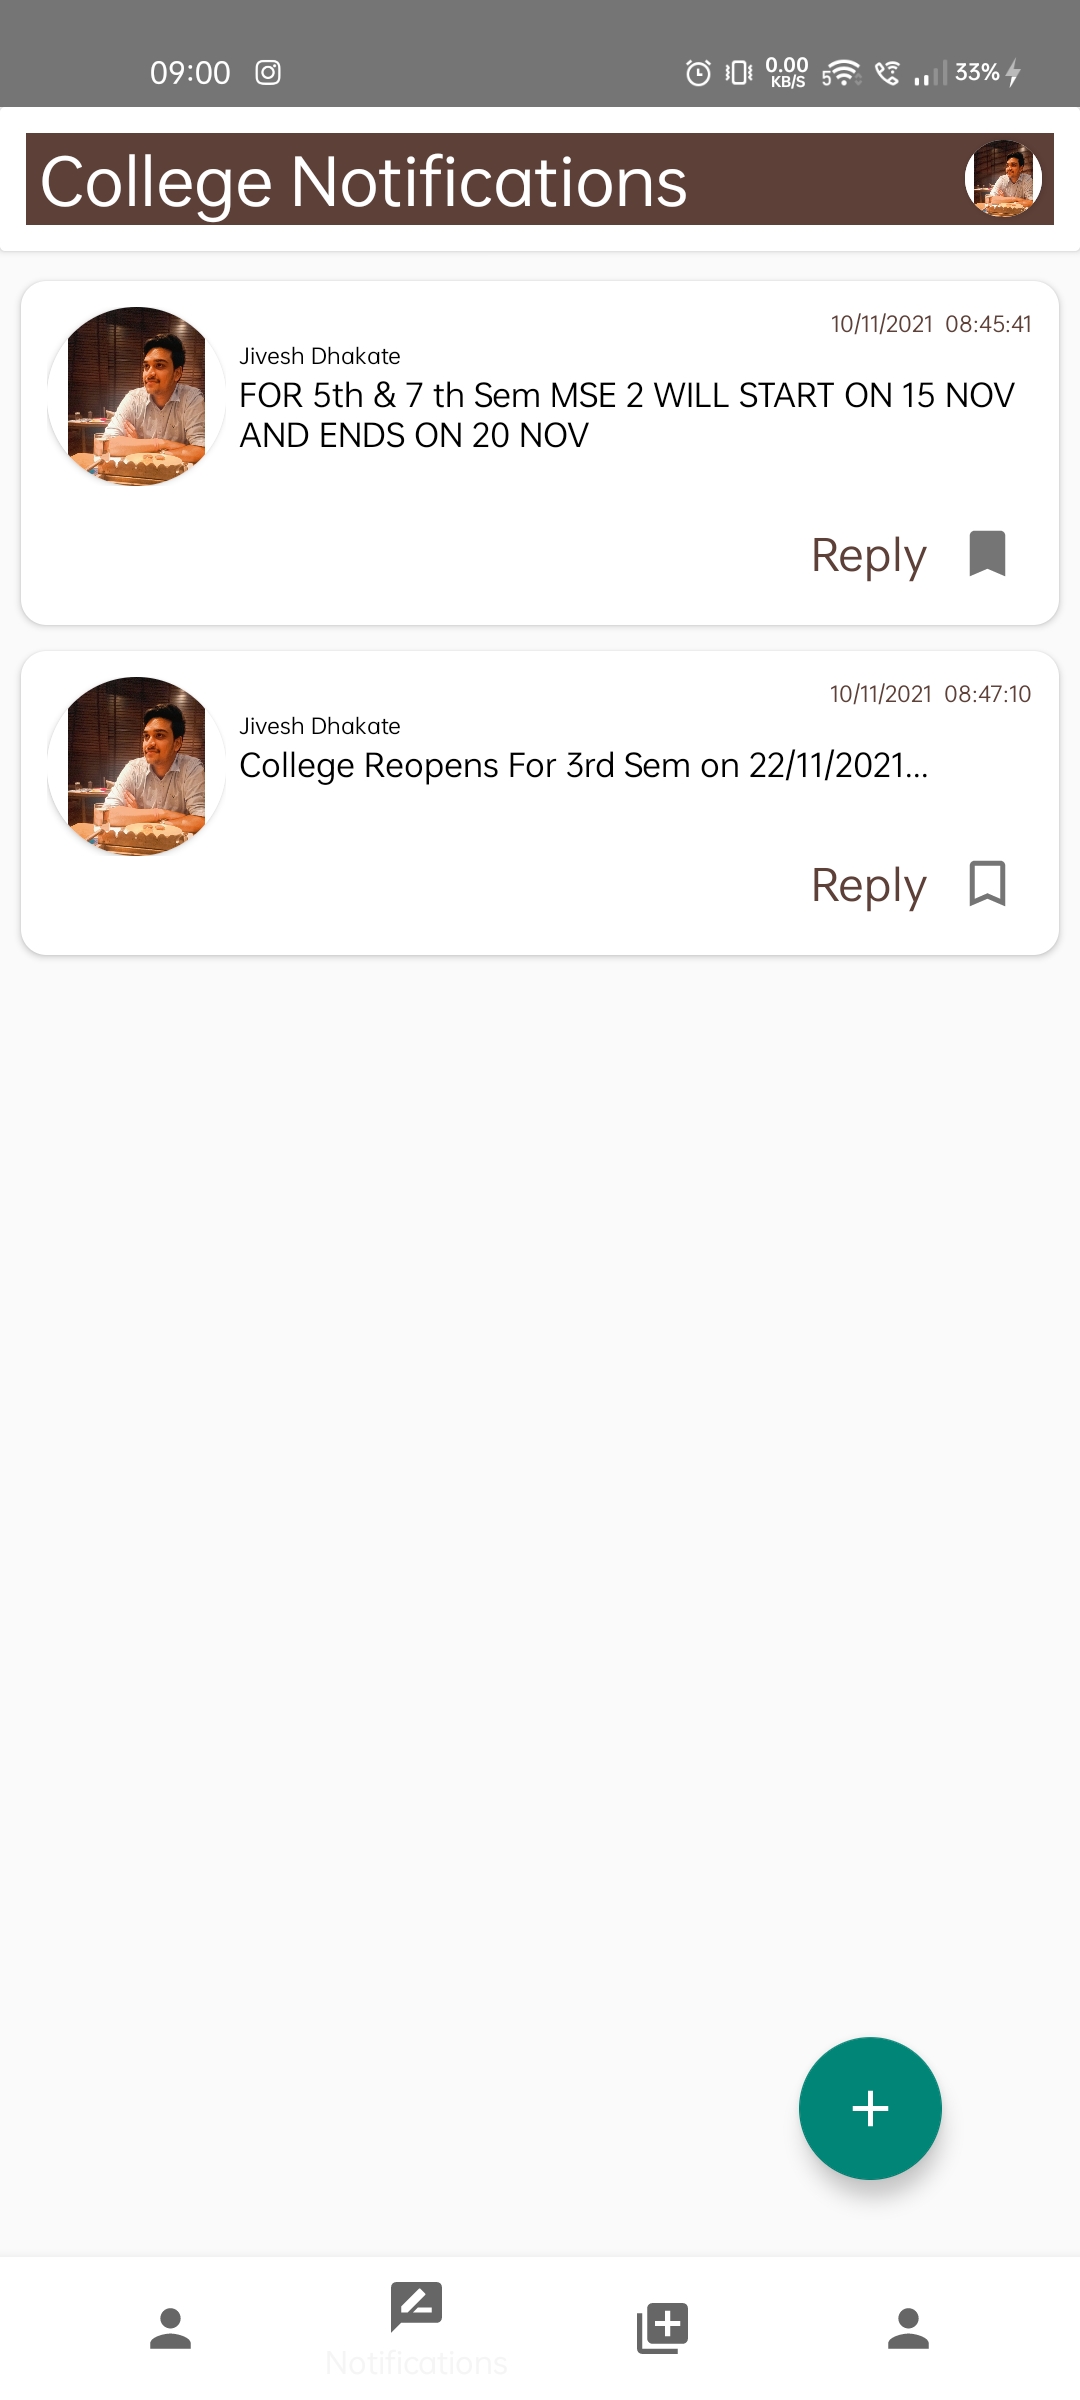 09:00
0.00
KB/S
5
33%
College Notifications
10/11/2021 08:45:41
Jivesh Dhakate
FOR 5th & 7 th Sem MSE 2 WILL START ON 15 NOV
AND ENDS ON 20 NOV
Reply
10/11/2021 08:47:10
Jivesh Dhakate
College Reopens For 3rd Sem on 22/11/2021...
Reply
Notifications